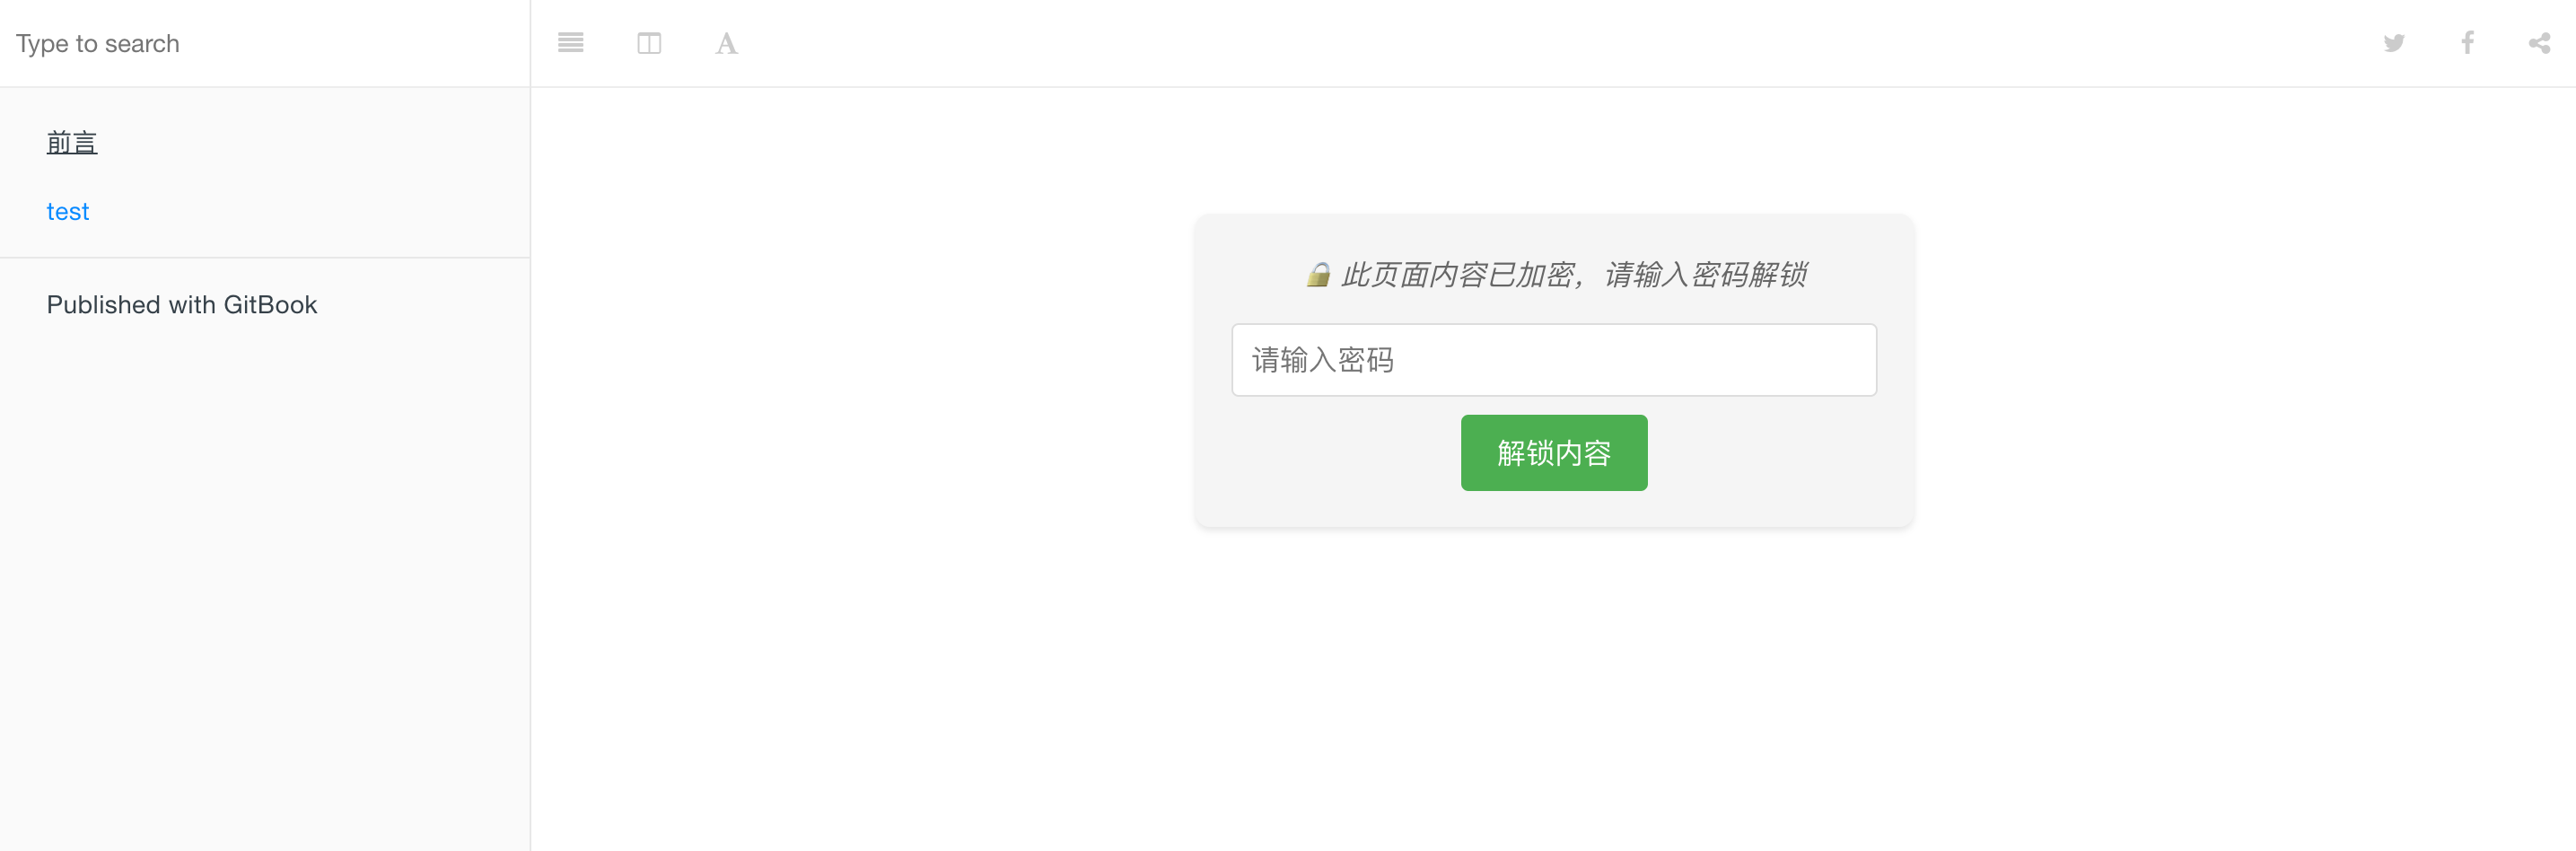 Type to search
前言
test
Published with GitBook
🔒 此页面内容已加密，请输入密码解锁
请输入密码
解锁内容